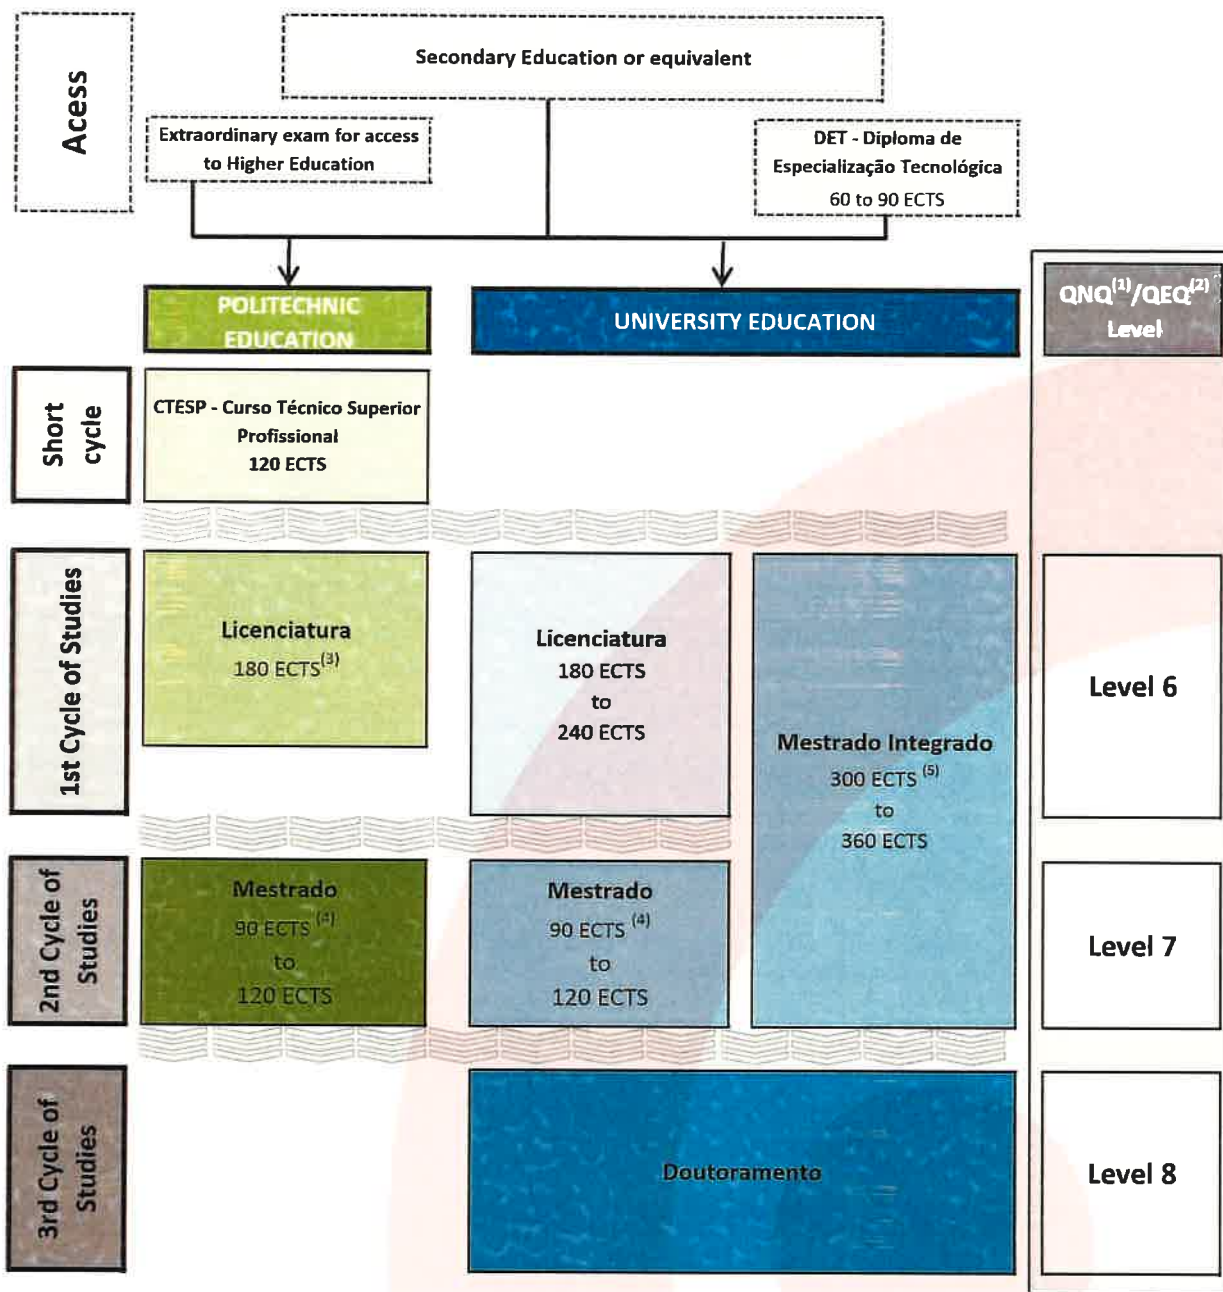 Acess
Secondary Education or equivalent
Extraordinary exam for access
to Higher Education
DET - Diploma de
Especialização Tecnológica
60 to 90 ECTS
POLITECHNIC
EDUCATION
UNIVERSITY EDUCATION
QNQ(1)/QEQ(2)
Level
Short
cycle
CTESP - Curso Técnico Superior
Profissional
120 ECTS
1st Cycle of Studies
Licenciatura
180 ECTS(3)
Licenciatura
180 ECTS
to
240 ECTS
Mestrado Integrado
300 ECTS (5)
to
360 ECTS
Level 6
2nd Cycle of
Studies
Mestrado
90 ECTS (4)
to
120 ECTS
Mestrado
90 ECTS (4)
to
120 ECTS
Level 7
3rd Cycle of
Studies
Doutoramento
Level 8